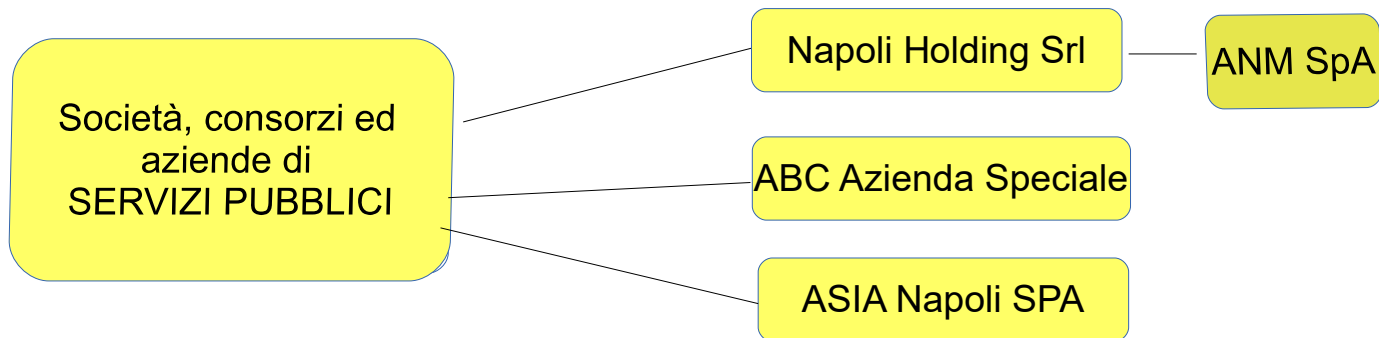 Società, consorzi ed
aziende di
SERVIZI PUBBLICI
Napoli Holding Srl
ANM SpA
ABC Azienda Speciale
ASIA Napoli SPA